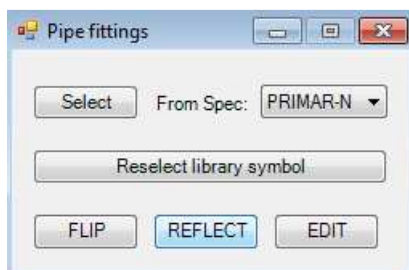 Pipe fittings
Select From Spec: PRIMAR-N
Reselect library symbol
FLIP REFLECT EDIT